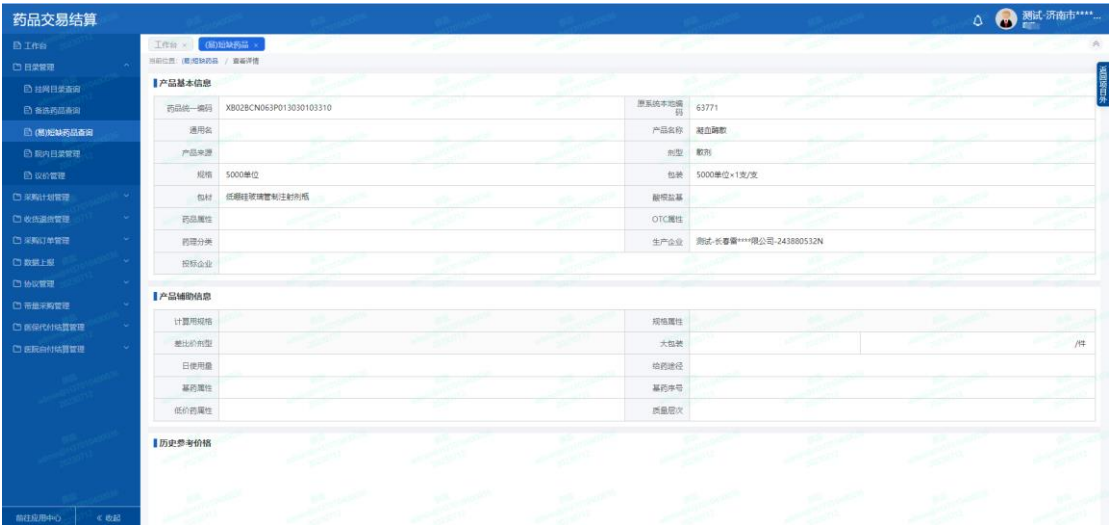 药品交易结算
测试-济南市****...
工作台
目录管理
挂网目录查询
备选药品查询
(易)短缺药品查询
院内目录管理
议价管理
采购计划管理
收货退货管理
采购订单管理
数据上报
协议管理
带量采购管理
医保代付结算管理
医院自付结算管理
前往应用中心
收起
工作台 ×
(易)短缺药品 ×
当前位置: (易)短缺药品 / 查看详情
产品基本信息
药品统一编码 XB02BCN063P013030103310 原系统本地编码 63771
通用名 产品名称 凝血酶散
产品来源 剂型 散剂
规格 5000单位 包装 5000单位×1支/支
包材 低硼硅玻璃管制注射剂瓶 酸根盐基
药品属性 OTC属性
药理分类 生产企业 测试-长春雷****限公司-243880532N
投标企业
产品辅助信息
计算用规格 规格属性
差比价剂型 大包装 /件
日使用量 给药途径
基药属性 基药序号
低价药属性 质量层次
历史参考价格
返回项目外